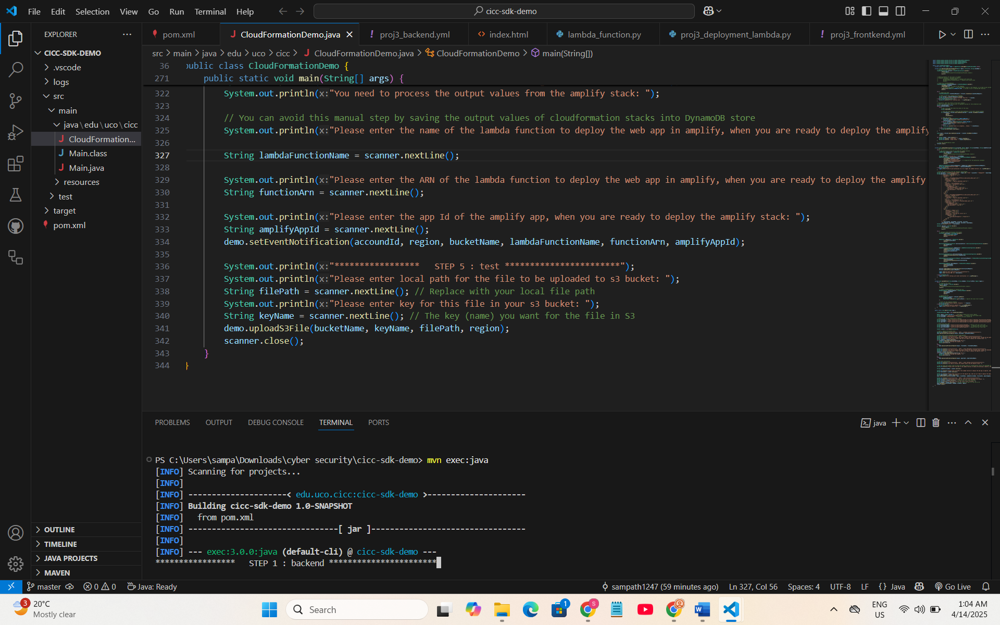 File Edit Selection View Go Run Terminal Help
cicc-sdk-demo
EXPLORER
CICC-SDK-DEMO
.vscode
logs
src
main
java\edu\uco\cicc
CloudFormation...
Main.class
Main.java
resources
test
target
pom.xml
OUTLINE
TIMELINE
JAVA PROJECTS
MAVEN
pom.xml CloudFormationDemo.java proj3_backend.yml index.html lambda_function.py proj3_deployment_lambda.py proj3_frontkend.yml
src > main > java > edu > uco > cicc > CloudFormationDemo.java > CloudFormationDemo > main(String[])
36 public class CloudFormationDemo {
271 public static void main(String[] args) {
322 System.out.println(x:"You need to process the output values from the amplify stack: ");
323
324 // You can avoid this manual step by saving the output values of cloudformation stacks into DynamoDB store
325 System.out.println(x:"Please enter the name of the lambda function to deploy the web app in amplify, when you are ready to deploy the amplify
326
327 String lambdaFunctionName = scanner.nextLine();
328
329 System.out.println(x:"Please enter the ARN of the lambda function to deploy the web app in amplify, when you are ready to deploy the amplify
330 String functionArn = scanner.nextLine();
331
332 System.out.println(x:"Please enter the app Id of the amplify app, when you are ready to deploy the amplify stack: ");
333 String amplifyAppId = scanner.nextLine();
334 demo.setEventNotification(accoundId, region, bucketName, lambdaFunctionName, functionArn, amplifyAppId);
335
336 System.out.println(x:"*****************   STEP 5 : test ***********************");
337 System.out.println(x:"Please enter local path for the file to be uploaded to s3 bucket: ");
338 String filePath = scanner.nextLine(); // Replace with your local file path
339 System.out.println(x:"Please enter key for this file in your s3 bucket: ");
340 String keyName = scanner.nextLine(); // The key (name) you want for the file in S3
341 demo.uploadS3File(bucketName, keyName, filePath, region);
342 scanner.close();
343 }
344 }
PROBLEMS OUTPUT DEBUG CONSOLE TERMINAL PORTS
java
PS C:\Users\sampa\Downloads\cyber security\cicc-sdk-demo> mvn exec:java
[INFO] Scanning for projects...
[INFO]
[INFO] ---------------------< edu.uco.cicc:cicc-sdk-demo >---------------------
[INFO] Building cicc-sdk-demo 1.0-SNAPSHOT
[INFO]   from pom.xml
[INFO] --------------------------------[ jar ]---------------------------------
[INFO]
[INFO] --- exec:3.0.0:java (default-cli) @ cicc-sdk-demo ---
*****************   STEP 1 : backend ***********************
master 0 0 Java: Ready sampath1247 (59 minutes ago) Ln 327, Col 56 Spaces: 4 UTF-8 LF {} Java Go Live
3 20°C
Mostly clear
Search
1
S
ENG
US
1:04 AM
4/14/2025